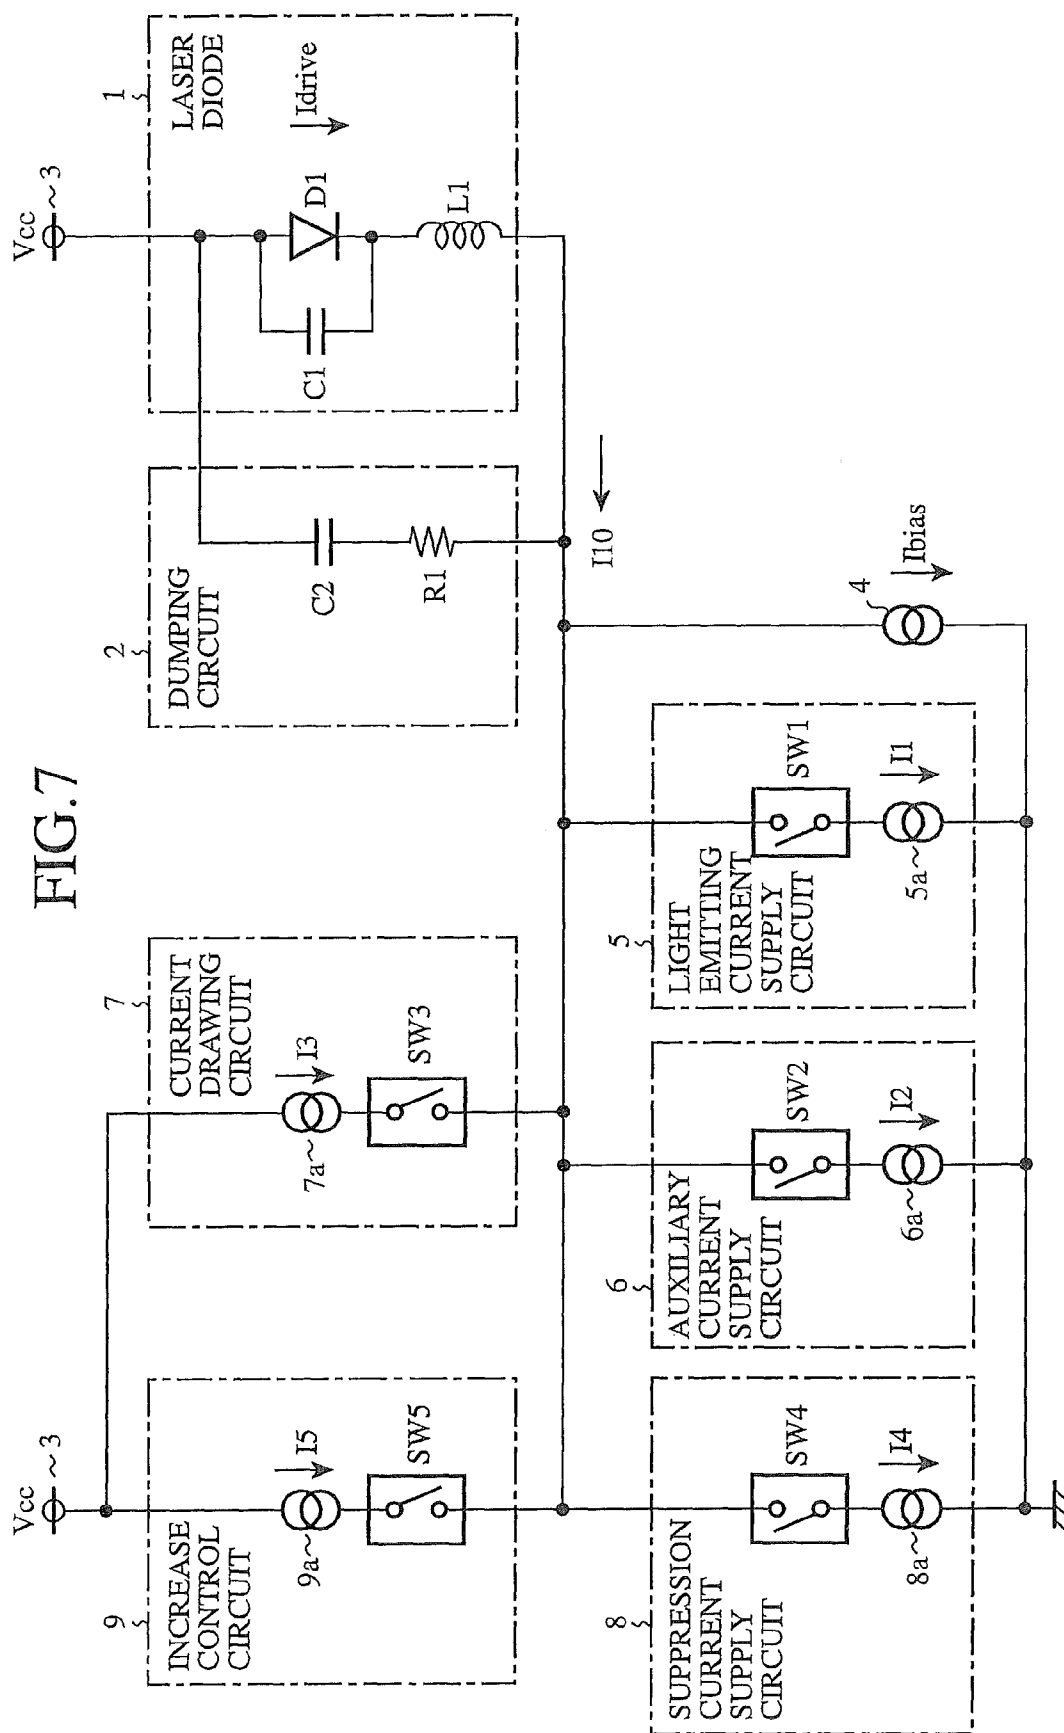 FIG.7
Vcc
~3
9
INCREASE
CONTROL
CIRCUIT
9a~
I5
SW5
7
CURRENT
DRAWING
CIRCUIT
7a~
I3
SW3
2
DUMPING
CIRCUIT
C2
R1
Vcc
~3
1
LASER
DIODE
Idrive
D1
C1
L1
I10
8
SUPPRESSION
CURRENT
SUPPLY
CIRCUIT
SW4
8a~
I4
6
AUXILIARY
CURRENT
SUPPLY
CIRCUIT
SW2
6a~
I2
5
LIGHT
EMITTING
CURRENT
SUPPLY
CIRCUIT
SW1
5a~
I1
4
Ibias